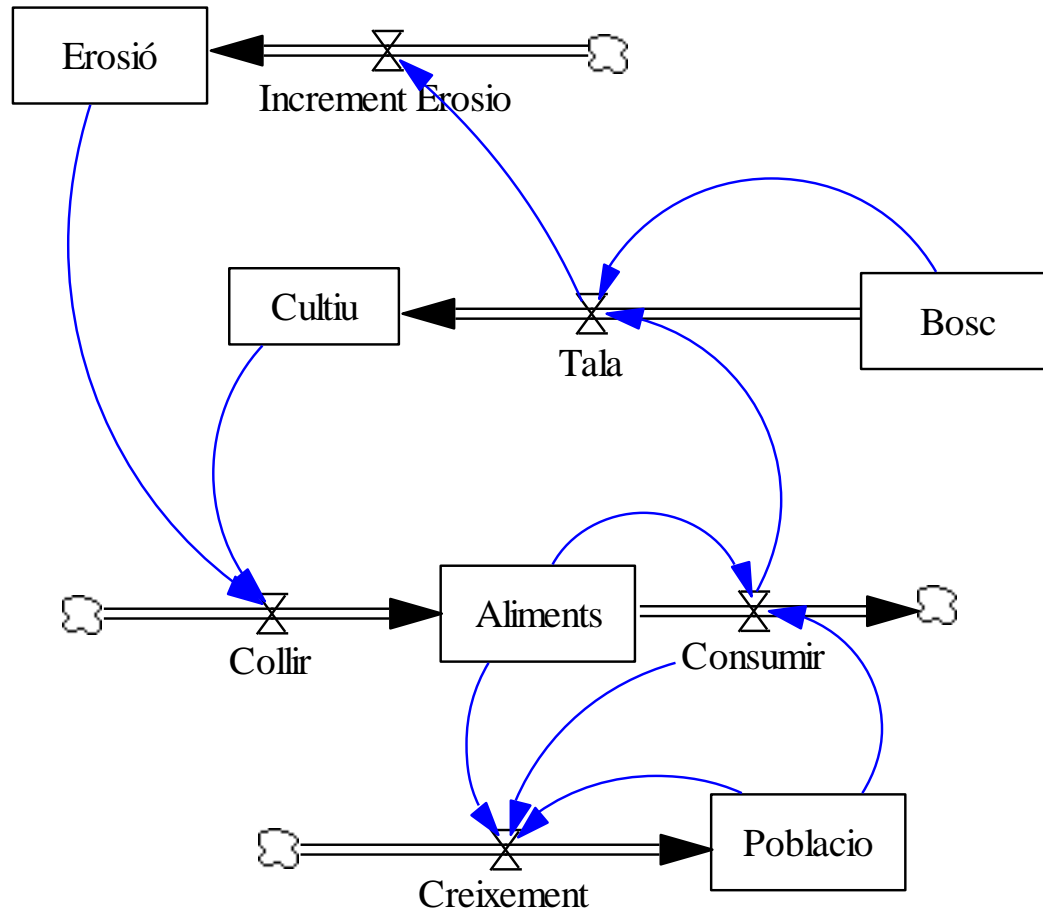 Erosió
Increment Erosio
Cultiu
Bosc
Tala
Aliments
Collir
Consumir
Poblacio
Creixement